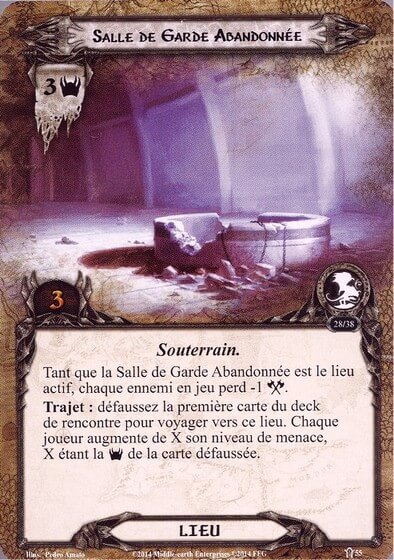 Salle de Garde Abandonnée
3
3
28/38
Souterrain.
Tant que la Salle de Garde Abandonnée est le lieu
actif, chaque ennemi en jeu perd -1 .
Trajet : défaussez la première carte du deck
de rencontre pour voyager vers ce lieu. Chaque
joueur augmente de X son niveau de menace,
X étant la de la carte défaussée.
LIEU
Illus. Pedro Amato ©2014 Middle-earth Enterprises ©2014 FFG 55